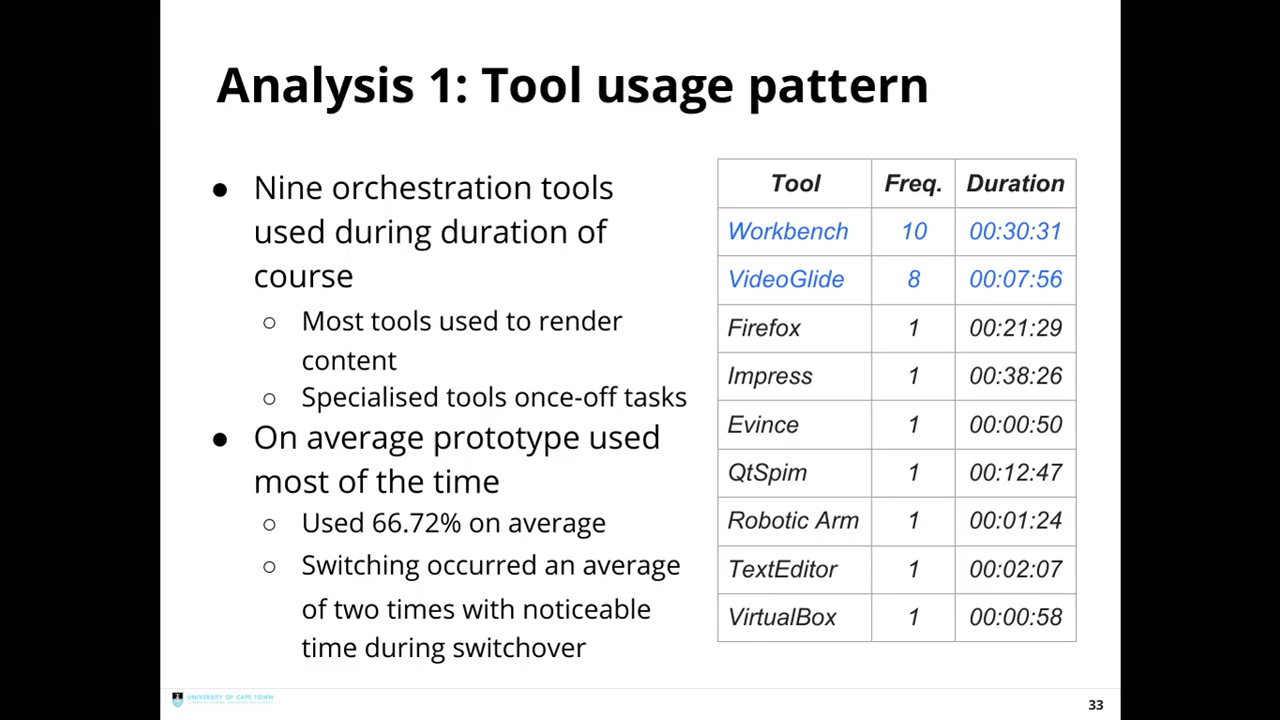 Analysis 1: Tool usage pattern
● Nine orchestration tools
used during duration of
course
○ Most tools used to render
content
○ Specialised tools once-off tasks
● On average prototype used
most of the time
○ Used 66.72% on average
○ Switching occurred an average
of two times with noticeable
time during switchover
Tool Freq. Duration
Workbench 10 00:30:31
VideoGlide 8 00:07:56
Firefox 1 00:21:29
Impress 1 00:38:26
Evince 1 00:00:50
QtSpim 1 00:12:47
Robotic Arm 1 00:01:24
TextEditor 1 00:02:07
VirtualBox 1 00:00:58
UNIVERSITY OF CAPE TOWN
33